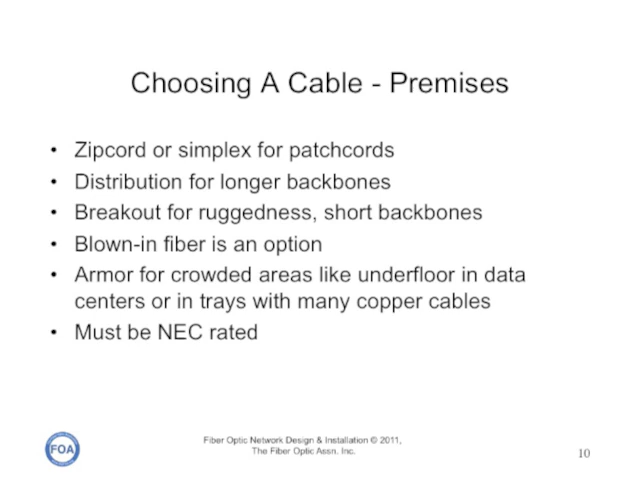 Choosing A Cable - Premises
• Zipcord or simplex for patchcords
• Distribution for longer backbones
• Breakout for ruggedness, short backbones
• Blown-in fiber is an option
• Armor for crowded areas like underfloor in data
centers or in trays with many copper cables
• Must be NEC rated
FOA
Fiber Optic Network Design & Installation © 2011,
The Fiber Optic Assn. Inc.
10